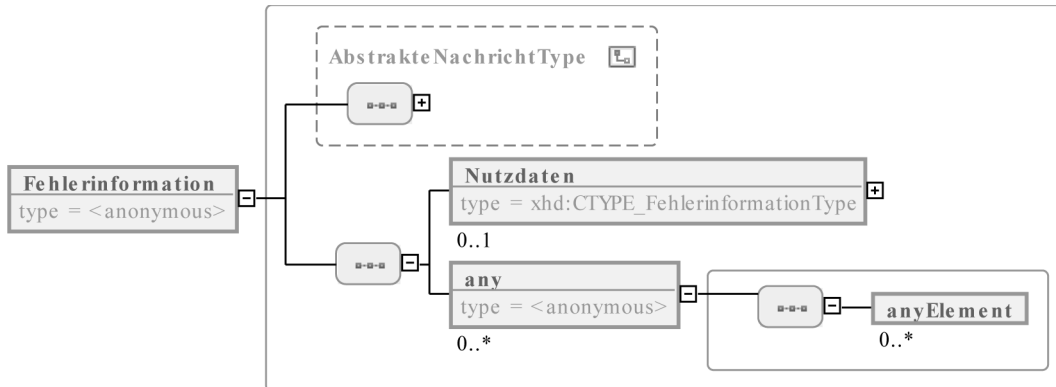 AbstrakteNachrichtType
Fehlerinformation
type = <anonymous>
Nutzdaten
type = xhd:CTYPE_FehlerinformationType
0..1
any
type = <anonymous>
0..*
anyElement
0..*